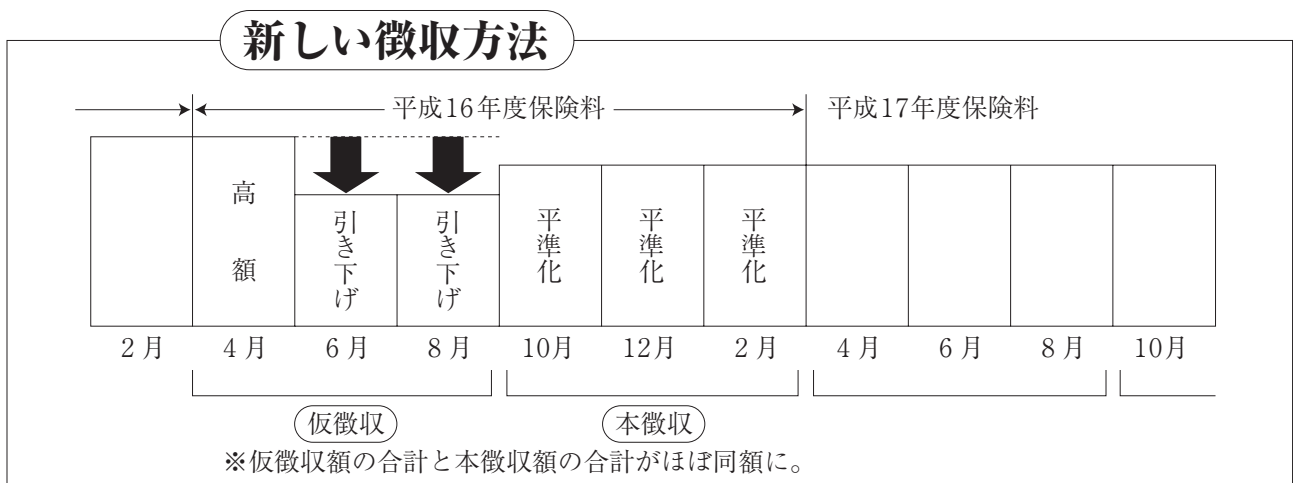 新しい徴収方法
平成16年度保険料
平成17年度保険料
高額
引き下げ
引き下げ
平準化
平準化
平準化
2月 4月 6月 8月 10月 12月 2月 4月 6月 8月 10月
仮徴収
本徴収
※仮徴収額の合計と本徴収額の合計がほぼ同額に。